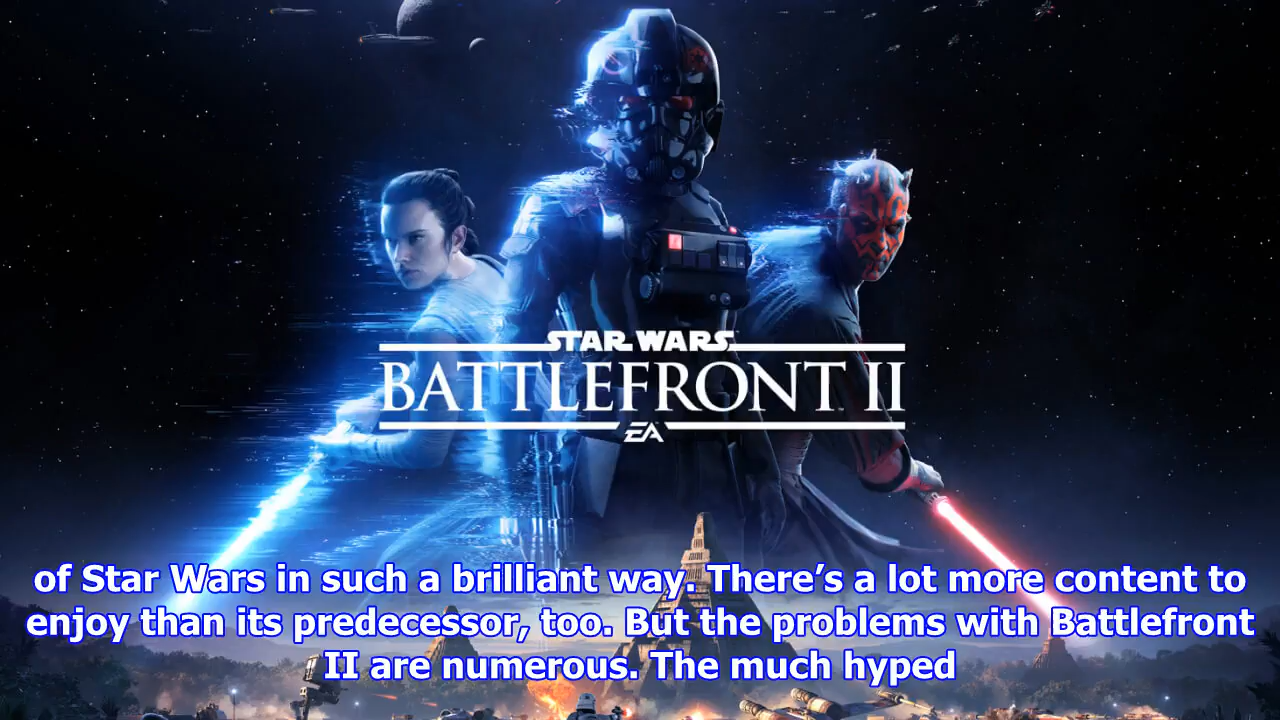 STAR WARS
BATTLEFRONT II
EA
of Star Wars in such a brilliant way. There’s a lot more content to
enjoy than its predecessor, too. But the problems with Battlefront
II are numerous. The much hyped